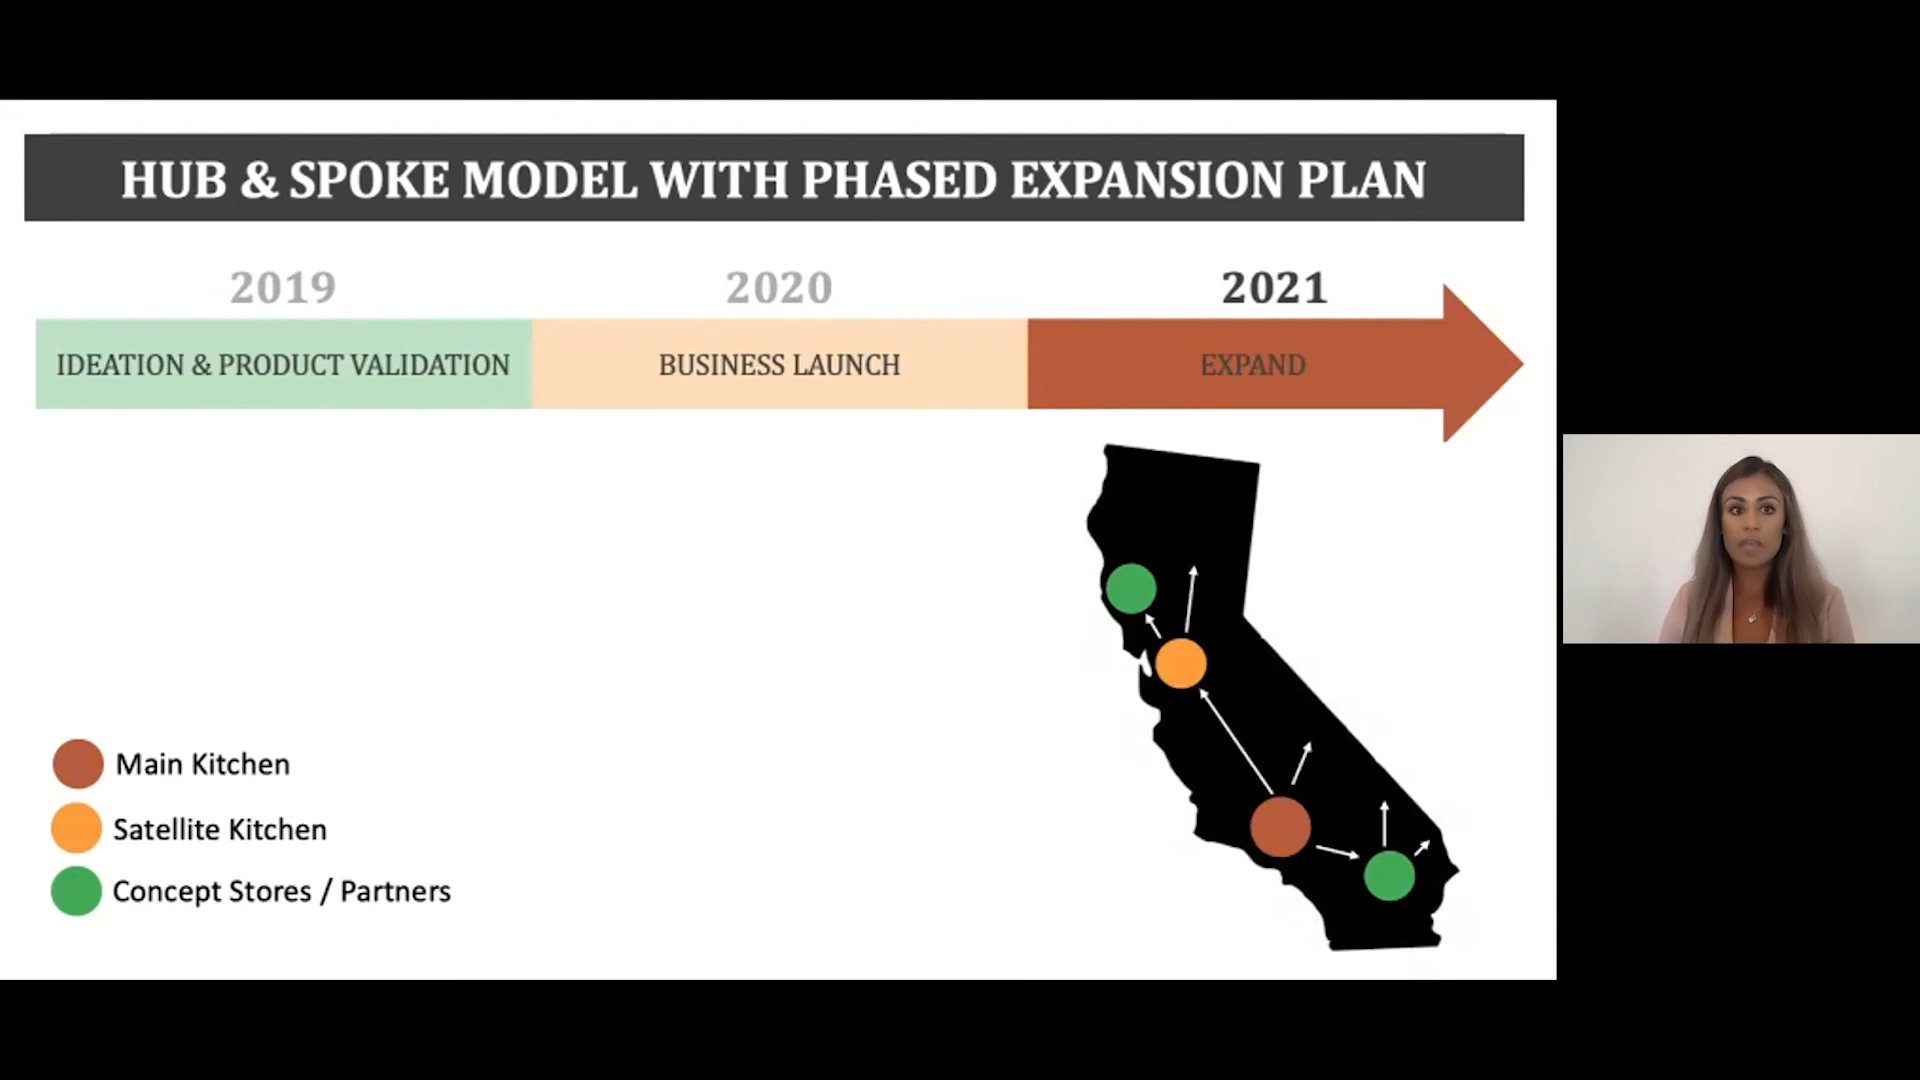 HUB & SPOKE MODEL WITH PHASED EXPANSION PLAN
2019
2020
2021
IDEATION & PRODUCT VALIDATION
BUSINESS LAUNCH
EXPAND
Main Kitchen
Satellite Kitchen
Concept Stores / Partners